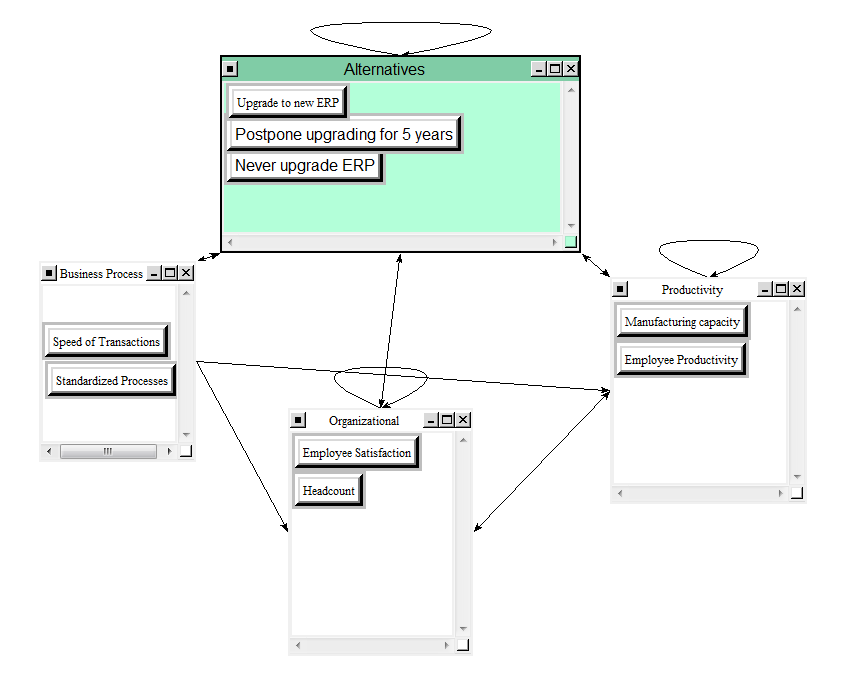 Alternatives
Upgrade to new ERP
Postpone upgrading for 5 years
Never upgrade ERP
Business Process
Speed of Transactions
Standardized Processes
Productivity
Manufacturing capacity
Employee Productivity
Organizational
Employee Satisfaction
Headcount